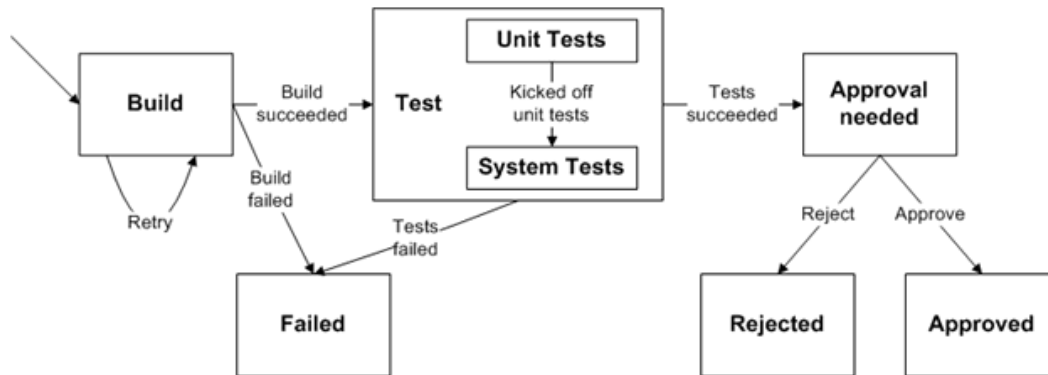 Unit Tests
Build
Build
succeeded
Test
Kicked off
unit tests
Tests
succeeded
Approval
needed
System Tests
Build
failed
Retry
Tests
failed
Reject
Approve
Failed
Rejected
Approved